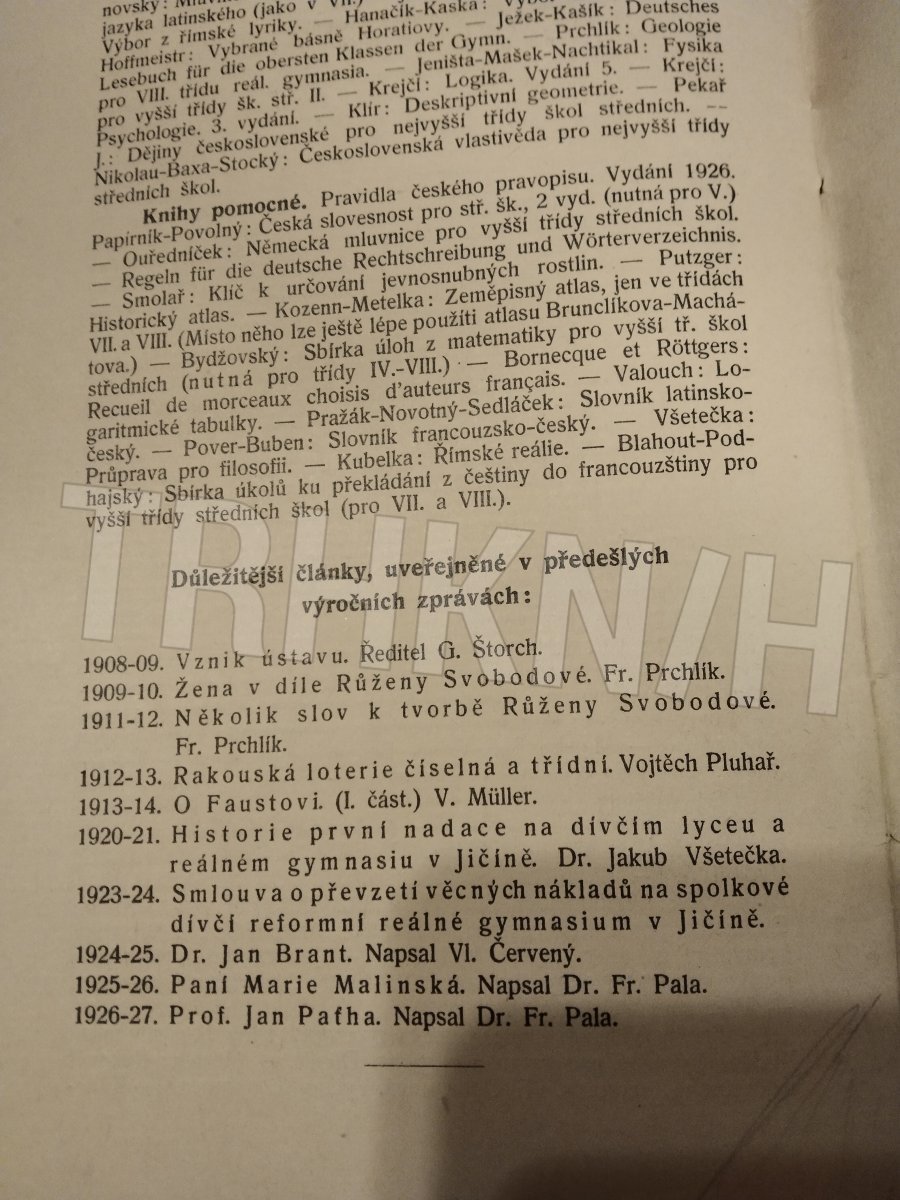 novský: Mluvni
jazyka latinského (jako v VII.)
Výbor z římské lyriky. — Hanačík-Kaska: Výbor
Hoffmeistr: Vybrané básně Horatiovy. — Ježek-Kašík: Deutsches
Lesebuch für die obersten Klassen der Gymn. — Prchlík: Geologie
pro VIII. třídu reál. gymnasia. — Jeništa-Mašek-Nachtikal: Fysika
pro vyšší třídy šk. stř. II. — Krejčí: Logika. Vydání 5. — Krejčí:
Psychologie. 3. vydání. — Klír: Deskriptivní geometrie. — Pekař
J.: Dějiny československé pro nejvyšší třídy škol středních. —
Nikolau-Baxa-Stocký: Československá vlastivěda pro nejvyšší třídy
středních škol.
Knihy pomocné. Pravidla českého pravopisu. Vydání 1926.
Papírník-Povolný: Česká slovesnost pro stř. šk., 2 vyd. (nutná pro V.)
— Ouředníček: Německá mluvnice pro vyšší třídy středních škol.
— Regeln für die deutsche Rechtschreibung und Wörterverzeichnis.
— Smolař: Klíč k určování jevnosnubných rostlin. — Putzger:
Historický atlas. — Kozenn-Metelka: Zeměpisný atlas, jen ve třídách
VII. a VIII. (Místo něho lze ještě lépe použíti atlasu Brunclíkova-Machá-
tova.) — Bydžovský: Sbírka úloh z matematiky pro vyšší tř. škol
středních (nutná pro třídy IV.-VIII.) — Bornecque et Röttgers:
Recueil de morceaux choisis d'auteurs français. — Valouch: Lo-
garitmické tabulky. — Pražák-Novotný-Sedláček: Slovník latinsko-
český. — Pover-Buben: Slovník francouzsko-český. — Všetečka:
Průprava pro filosofii. — Kubelka: Římské reálie. — Blahout-Pod-
hajský: Sbírka úkolů ku překládání z češtiny do francouzštiny pro
vyšší třídy středních škol (pro VII. a VIII.).
Důležitější články, uveřejněné v předešlých
výročních zprávách:
1908-09. Vznik ústavu. Ředitel G. Štorch.
1909-10. Žena v díle Růženy Svobodové. Fr. Prchlík.
1911-12. Několik slov k tvorbě Růženy Svobodové.
Fr. Prchlík.
1912-13. Rakouská loterie číselná a třídní. Vojtěch Pluhař.
1913-14. O Faustovi. (I. část.) V. Müller.
1920-21. Historie první nadace na dívčím lyceu a
reálném gymnasiu v Jičíně. Dr. Jakub Všetečka.
1923-24. Smlouva o převzetí věcných nákladů na spolkové
dívčí reformní reálné gymnasium v Jičíně.
1924-25. Dr. Jan Brant. Napsal Vl. Červený.
1925-26. Paní Marie Malinská. Napsal Dr. Fr. Pala.
1926-27. Prof. Jan Paťha. Napsal Dr. Fr. Pala.
TRHKNIH